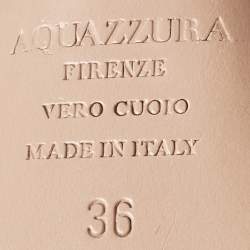 AQUAZZURA
FIRENZE
VERO CUOIO
MADE IN ITALY
36